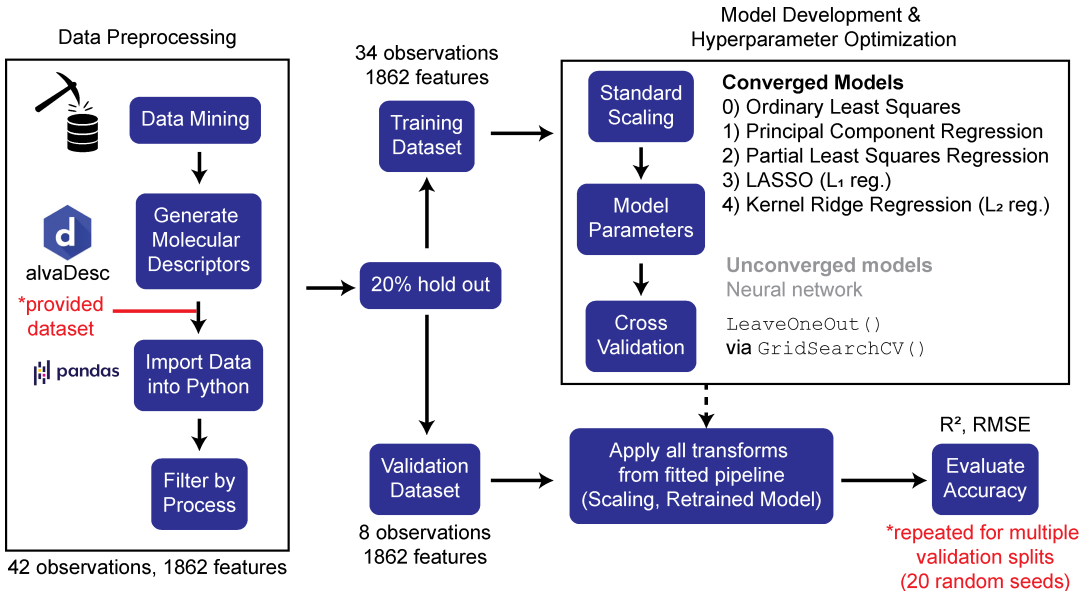 Data Preprocessing
Data Mining
Generate
Molecular
Descriptors
d
alvaDesc
*provided
dataset
Import Data
into Python
pandas
Filter by
Process
42 observations, 1862 features
34 observations
1862 features
Training
Dataset
20% hold out
Validation
Dataset
8 observations
1862 features
Model Development &
Hyperparameter Optimization
Standard
Scaling
Model
Parameters
Cross
Validation
Converged Models
0) Ordinary Least Squares
1) Principal Component Regression
2) Partial Least Squares Regression
3) LASSO (L₁ reg.)
4) Kernel Ridge Regression (L₂ reg.)
Unconverged models
Neural network
LeaveOneOut()
via GridSearchCV()
Apply all transforms
from fitted pipeline
(Scaling, Retrained Model)
R², RMSE
Evaluate
Accuracy
*repeated for multiple
validation splits
(20 random seeds)